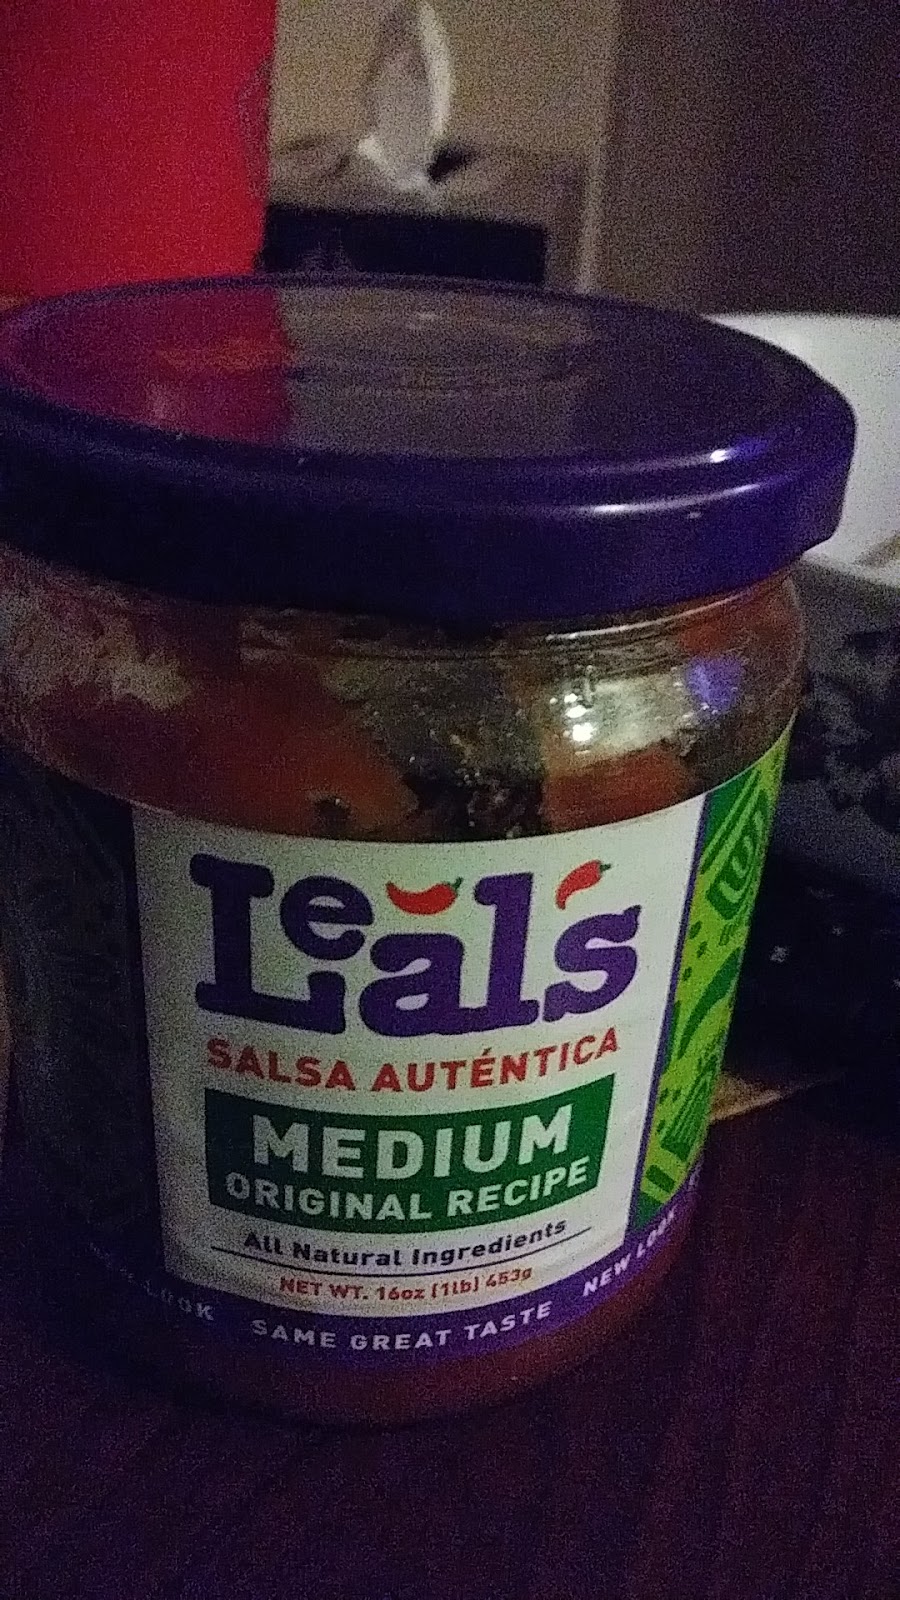 Leal's
SALSA AUTÉNTICA
MEDIUM
ORIGINAL RECIPE
All Natural Ingredients
NET WT. 16oz (1lb) 453g
LOOK SAME GREAT TASTE NEW LOOK